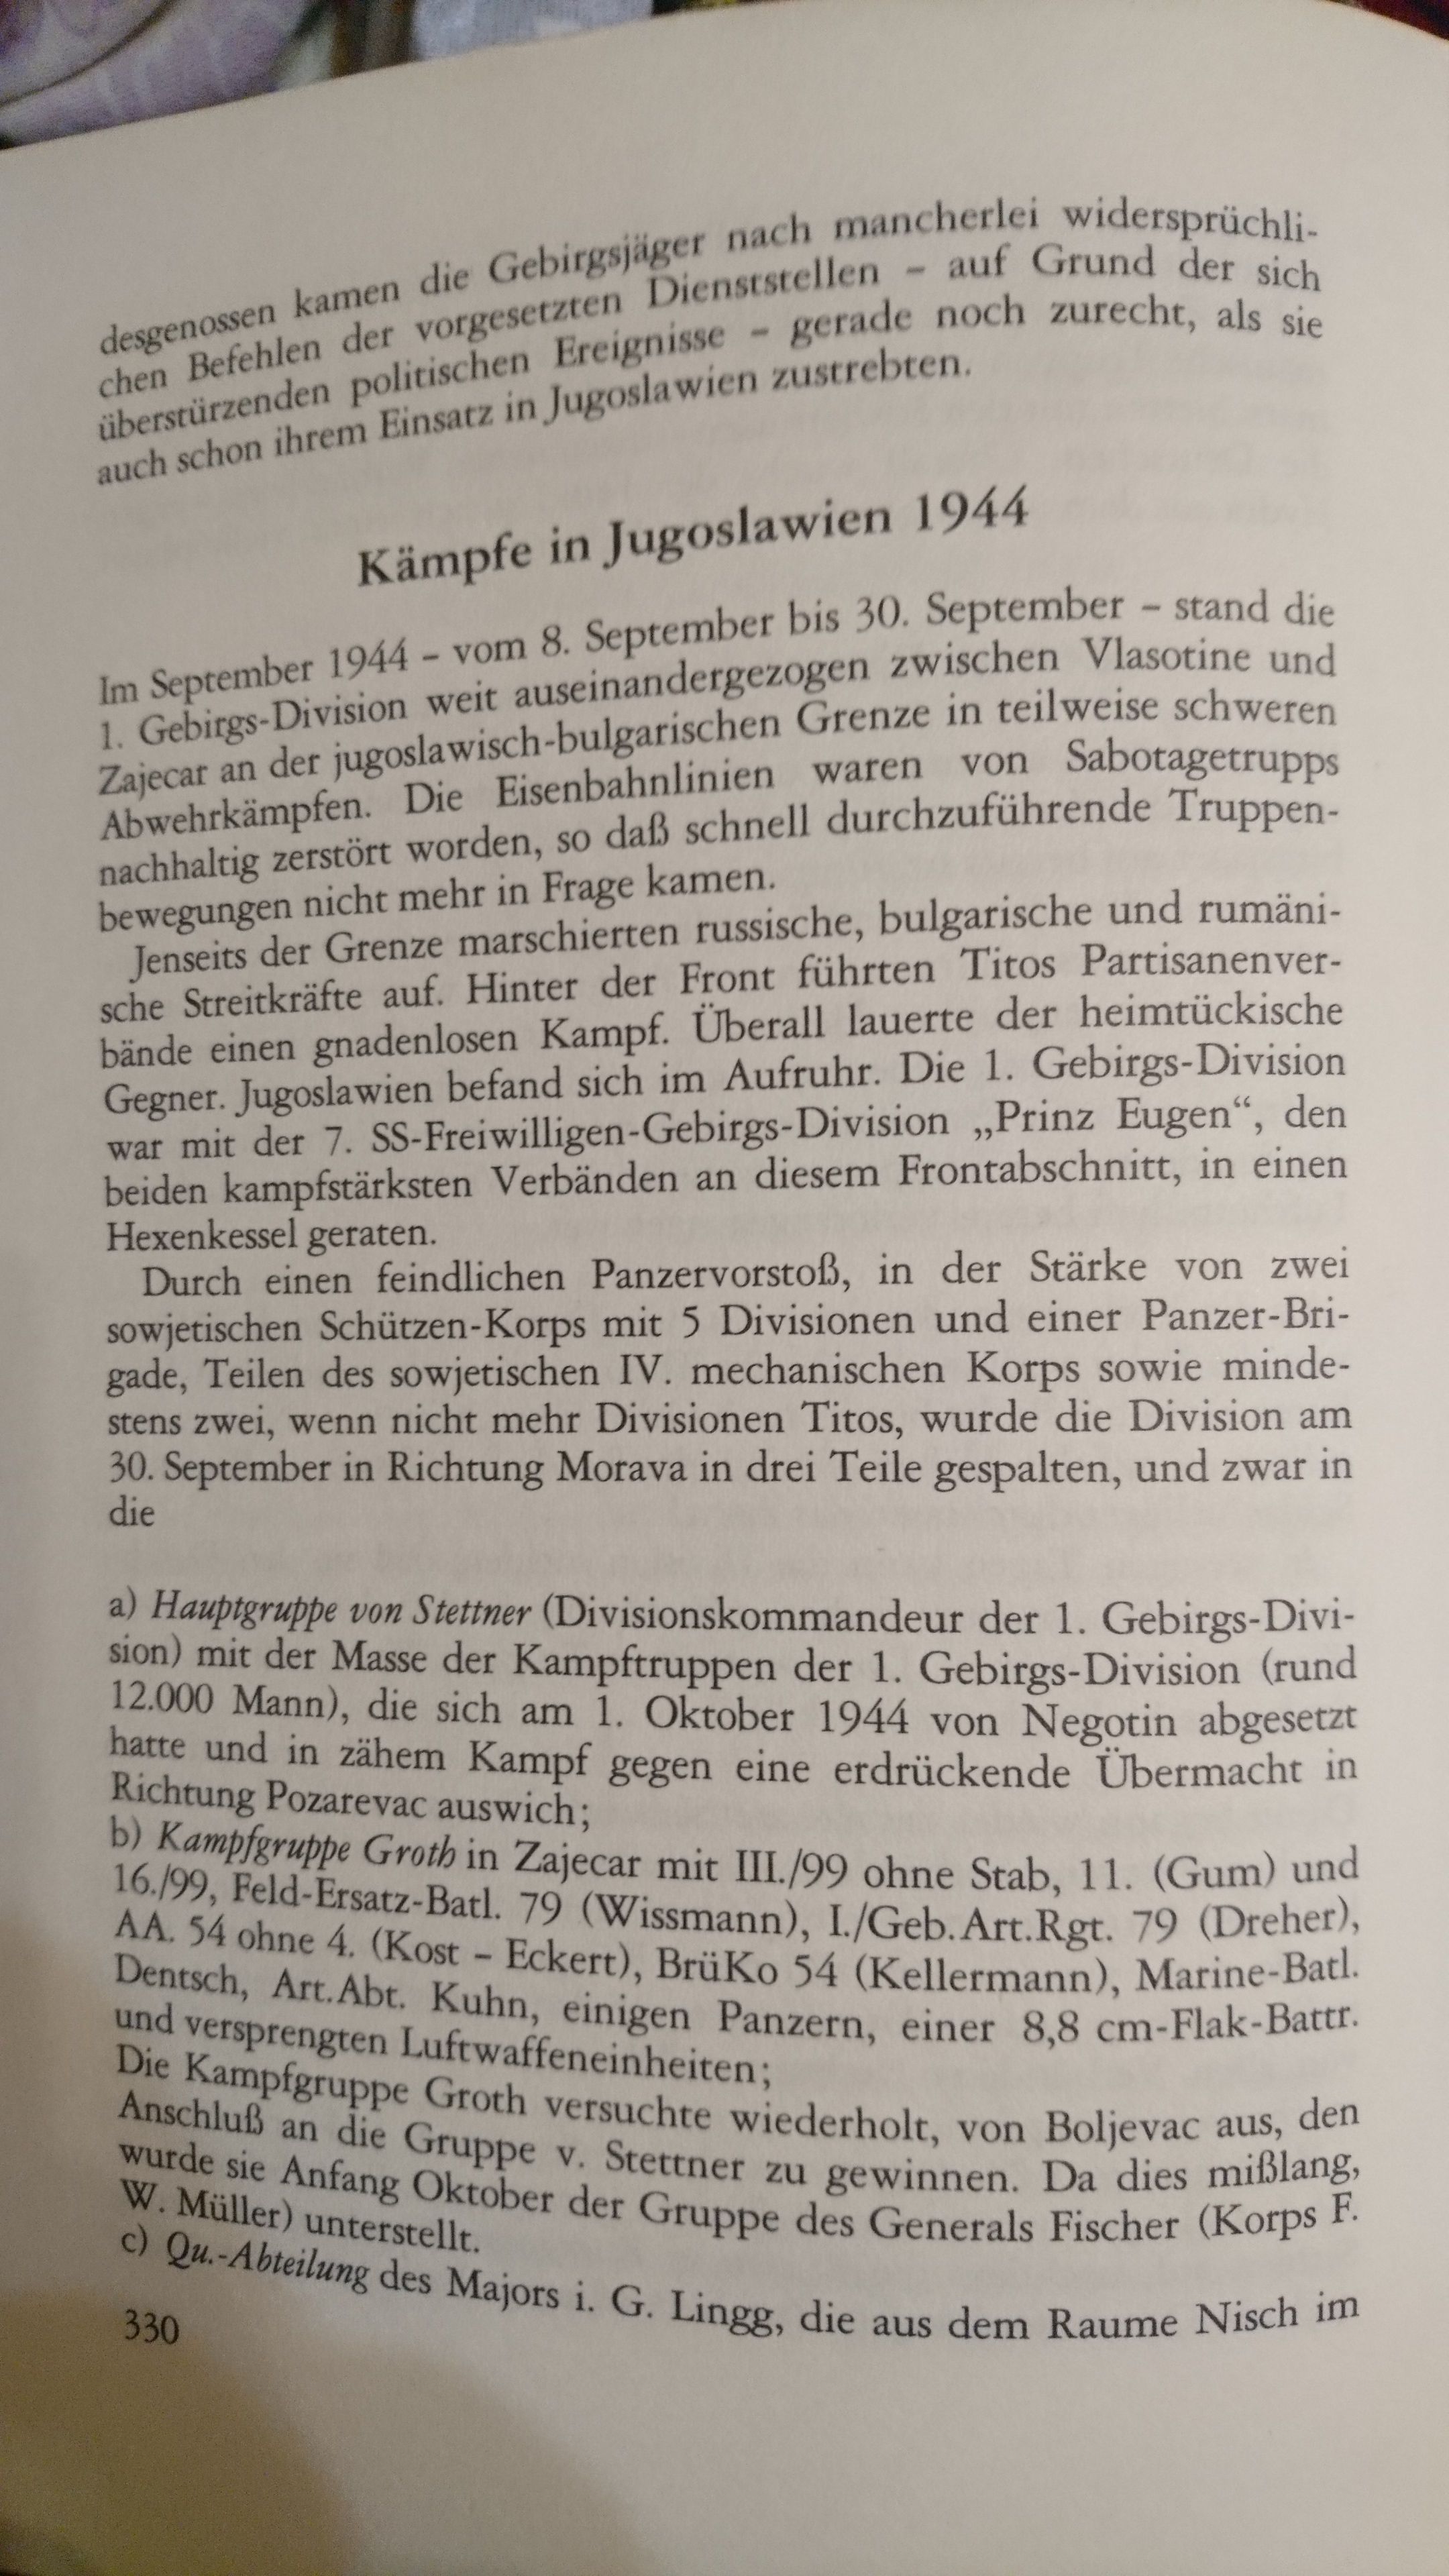 desgenossen kamen die Gebirgsjäger nach mancherlei widersprüchli-
chen Befehlen der vorgesetzten Dienststellen – auf Grund der sich
überstürzenden politischen Ereignisse – gerade noch zurecht, als sie
auch schon ihrem Einsatz in Jugoslawien zustrebten.
Kämpfe in Jugoslawien 1944
Im September 1944 – vom 8. September bis 30. September – stand die
1. Gebirgs-Division weit auseinandergezogen zwischen Vlasotine und
Zajecar an der jugoslawisch-bulgarischen Grenze in teilweise schweren
Abwehrkämpfen. Die Eisenbahnlinien waren von Sabotagetrupps
nachhaltig zerstört worden, so daß schnell durchzuführende Truppen-
bewegungen nicht mehr in Frage kamen.
Jenseits der Grenze marschierten russische, bulgarische und rumäni-
sche Streitkräfte auf. Hinter der Front führten Titos Partisanenver-
bände einen gnadenlosen Kampf. Überall lauerte der heimtückische
Gegner. Jugoslawien befand sich im Aufruhr. Die 1. Gebirgs-Division
war mit der 7. SS-Freiwilligen-Gebirgs-Division „Prinz Eugen“, den
beiden kampfstärksten Verbänden an diesem Frontabschnitt, in einen
Hexenkessel geraten.
Durch einen feindlichen Panzervorstoß, in der Stärke von zwei
sowjetischen Schützen-Korps mit 5 Divisionen und einer Panzer-Bri-
gade, Teilen des sowjetischen IV. mechanischen Korps sowie minde-
stens zwei, wenn nicht mehr Divisionen Titos, wurde die Division am
30. September in Richtung Morava in drei Teile gespalten, und zwar in
die
a) Hauptgruppe von Stettner (Divisionskommandeur der 1. Gebirgs-Divi-
sion) mit der Masse der Kampftruppen der 1. Gebirgs-Division (rund
12.000 Mann), die sich am 1. Oktober 1944 von Negotin abgesetzt
hatte und in zähem Kampf gegen eine erdrückende Übermacht in
Richtung Pozarevac auswich;
b) Kampfgruppe Groth in Zajecar mit III./99 ohne Stab, 11. (Gum) und
16./99, Feld-Ersatz-Batl. 79 (Wissmann), I./Geb.Art.Rgt. 79 (Dreher),
AA. 54 ohne 4. (Kost – Eckert), BrüKo 54 (Kellermann), Marine-Batl.
Dentsch, Art.Abt. Kuhn, einigen Panzern, einer 8,8 cm-Flak-Battr.
und versprengten Luftwaffeneinheiten;
Die Kampfgruppe Groth versuchte wiederholt, von Boljevac aus, den
Anschluß an die Gruppe v. Stettner zu gewinnen. Da dies mißlang,
wurde sie Anfang Oktober der Gruppe des Generals Fischer (Korps F.
W. Müller) unterstellt.
c) Qu.-Abteilung des Majors i. G. Lingg, die aus dem Raume Nisch im
330